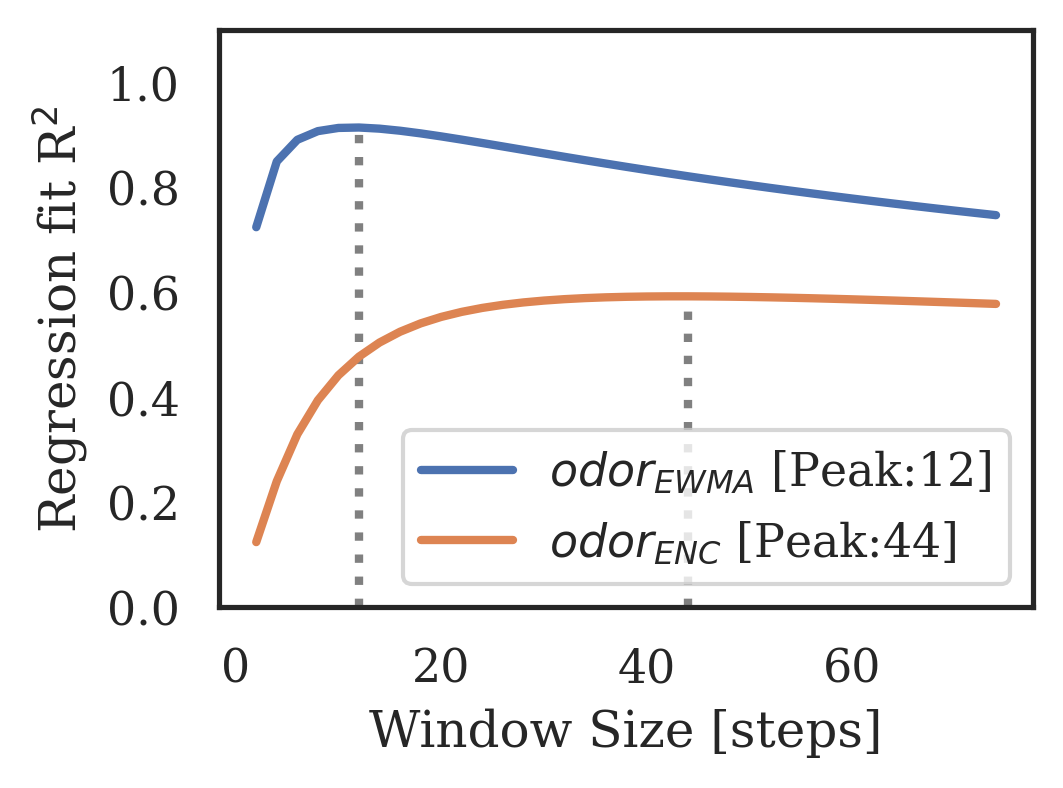 Regression fit R²
1.0
0.8
0.6
0.4
0.2
0.0
odor_EWMA [Peak:12]
odor_ENC [Peak:44]
0 20 40 60
Window Size [steps]